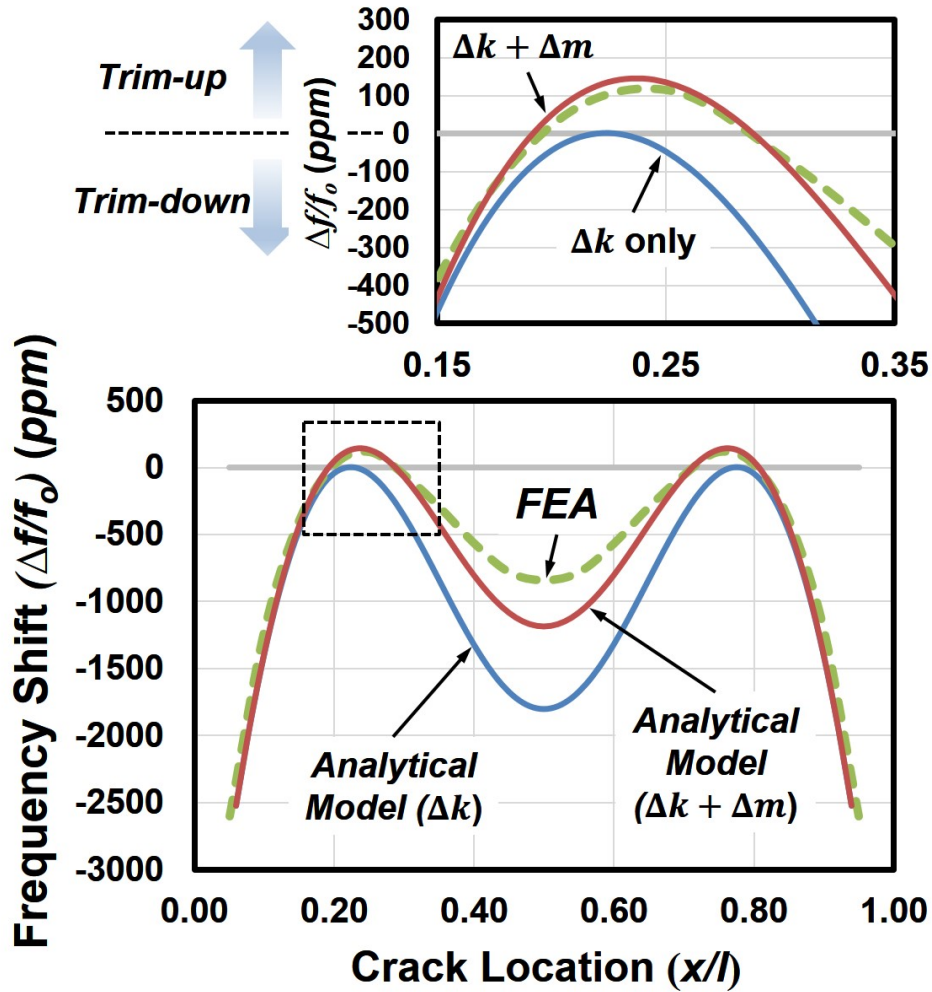 Trim-up
Trim-down
Δf/fₒ (ppm)
300
200
100
0
-100
-200
-300
-400
-500
Δk + Δm
Δk only
0.15
0.25
0.35
Frequency Shift (Δf/fₒ) (ppm)
500
0
-500
-1000
-1500
-2000
-2500
-3000
FEA
Analytical
Model (Δk)
Analytical
Model
(Δk + Δm)
0.00
0.20
0.40
0.60
0.80
1.00
Crack Location (x/l)